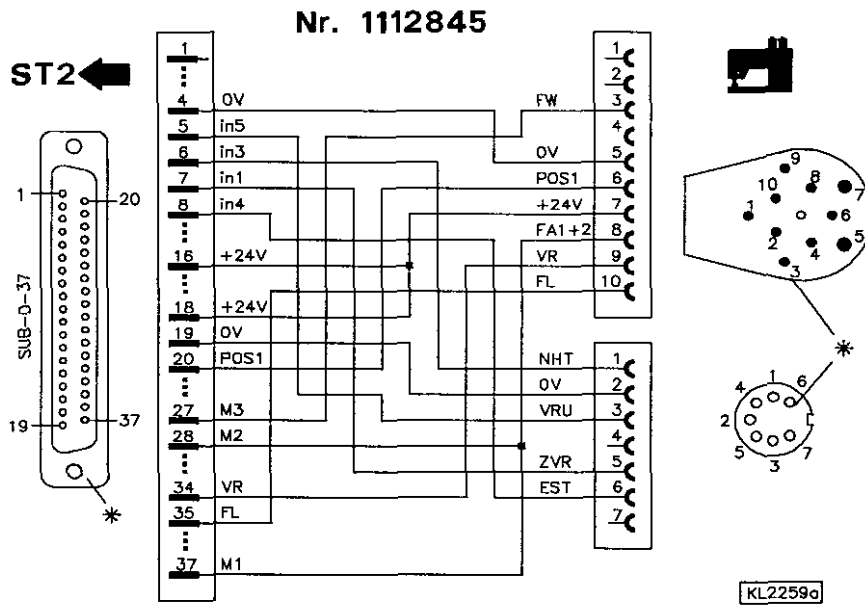 Nr. 1112845
ST2
SUB-D-37
1
20
19
37
*
1
4 0V
5 in5
6 in3
7 in1
8 in4
16 +24V
18 +24V
19 0V
20 POS1
27 M3
28 M2
34 VR
35 FL
37 M1
1
2
FW 3
4
0V 5
POS1 6
+24V 7
FA1+2 8
VR 9
FL 10
NHT 1
0V 2
VRU 3
4
ZVR 5
EST 6
7
9
10 8 7
1 6
2 4 5
3
*
1 6
4
2
5 7
3
KL2259a